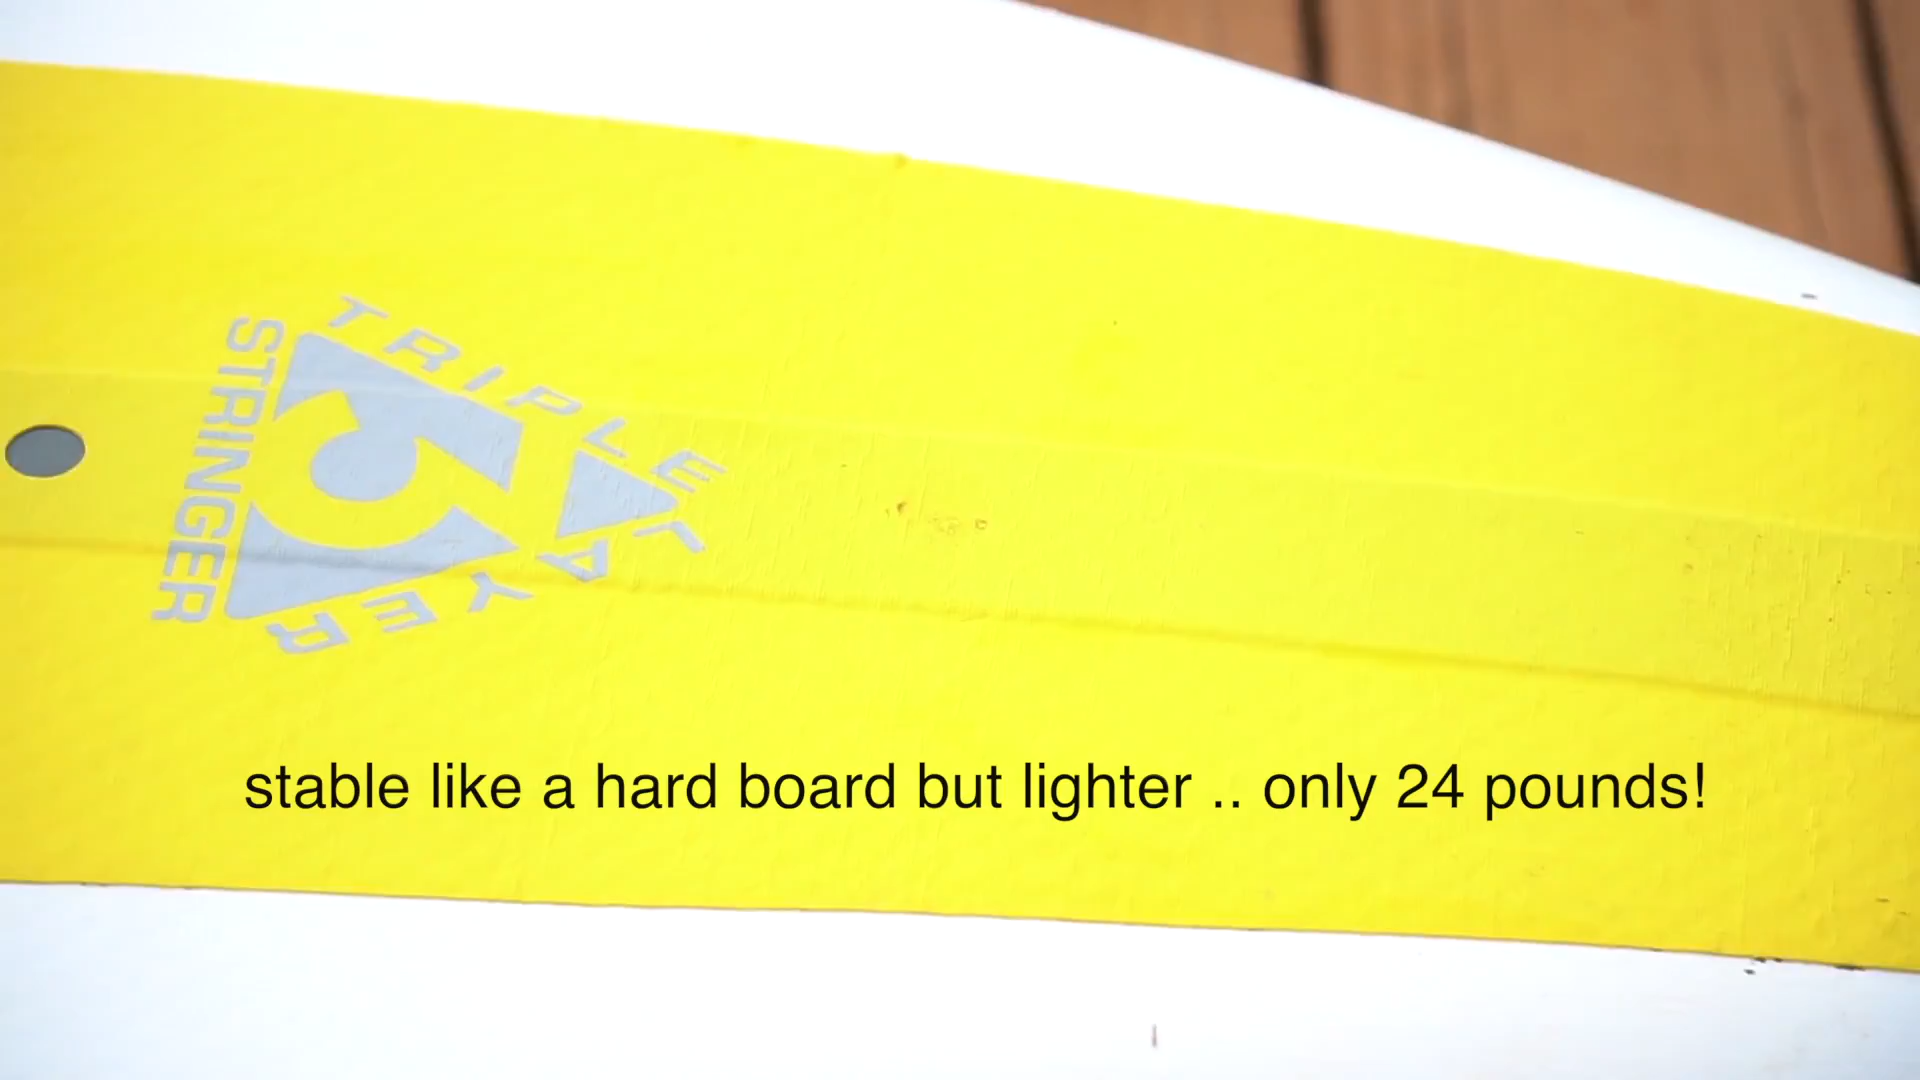 TRIPLE
LAYER
STRINGER
stable like a hard board but lighter .. only 24 pounds!